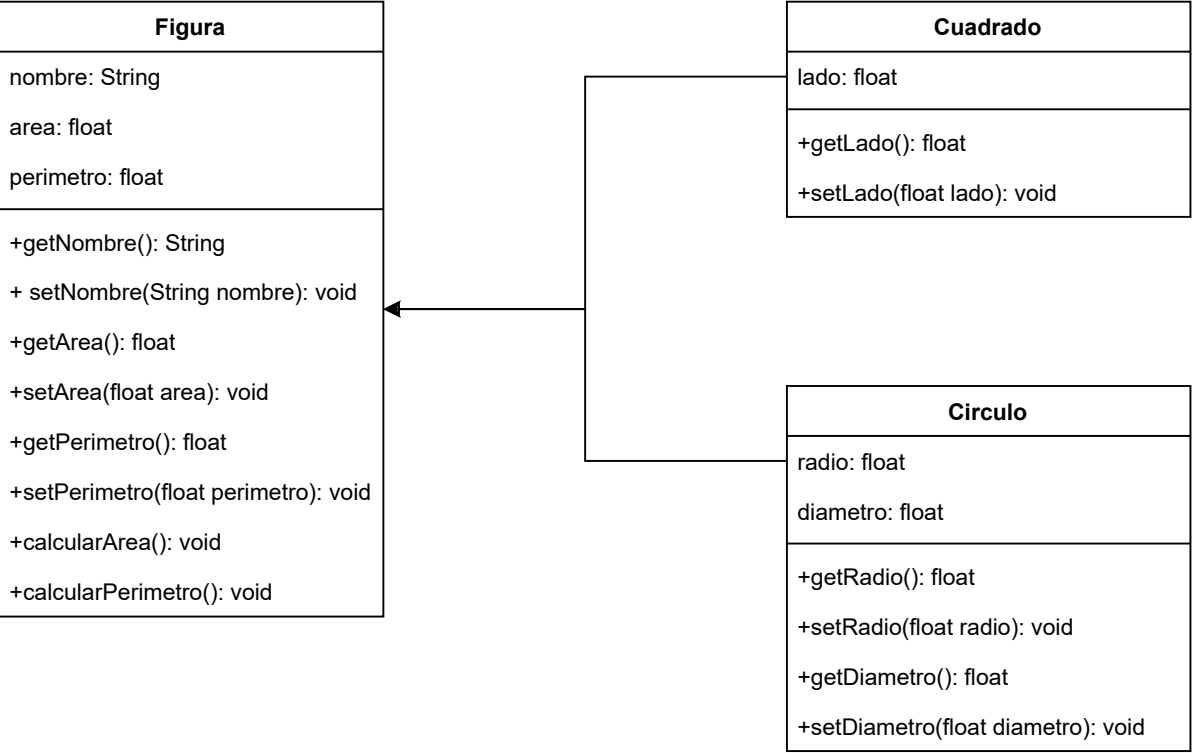 Figura
nombre: String
area: float
perimetro: float
+getNombre(): String
+ setNombre(String nombre): void
+getArea(): float
+setArea(float area): void
+getPerimetro(): float
+setPerimetro(float perimetro): void
+calcularArea(): void
+calcularPerimetro(): void
Cuadrado
lado: float
+getLado(): float
+setLado(float lado): void
Circulo
radio: float
diametro: float
+getRadio(): float
+setRadio(float radio): void
+getDiametro(): float
+setDiametro(float diametro): void